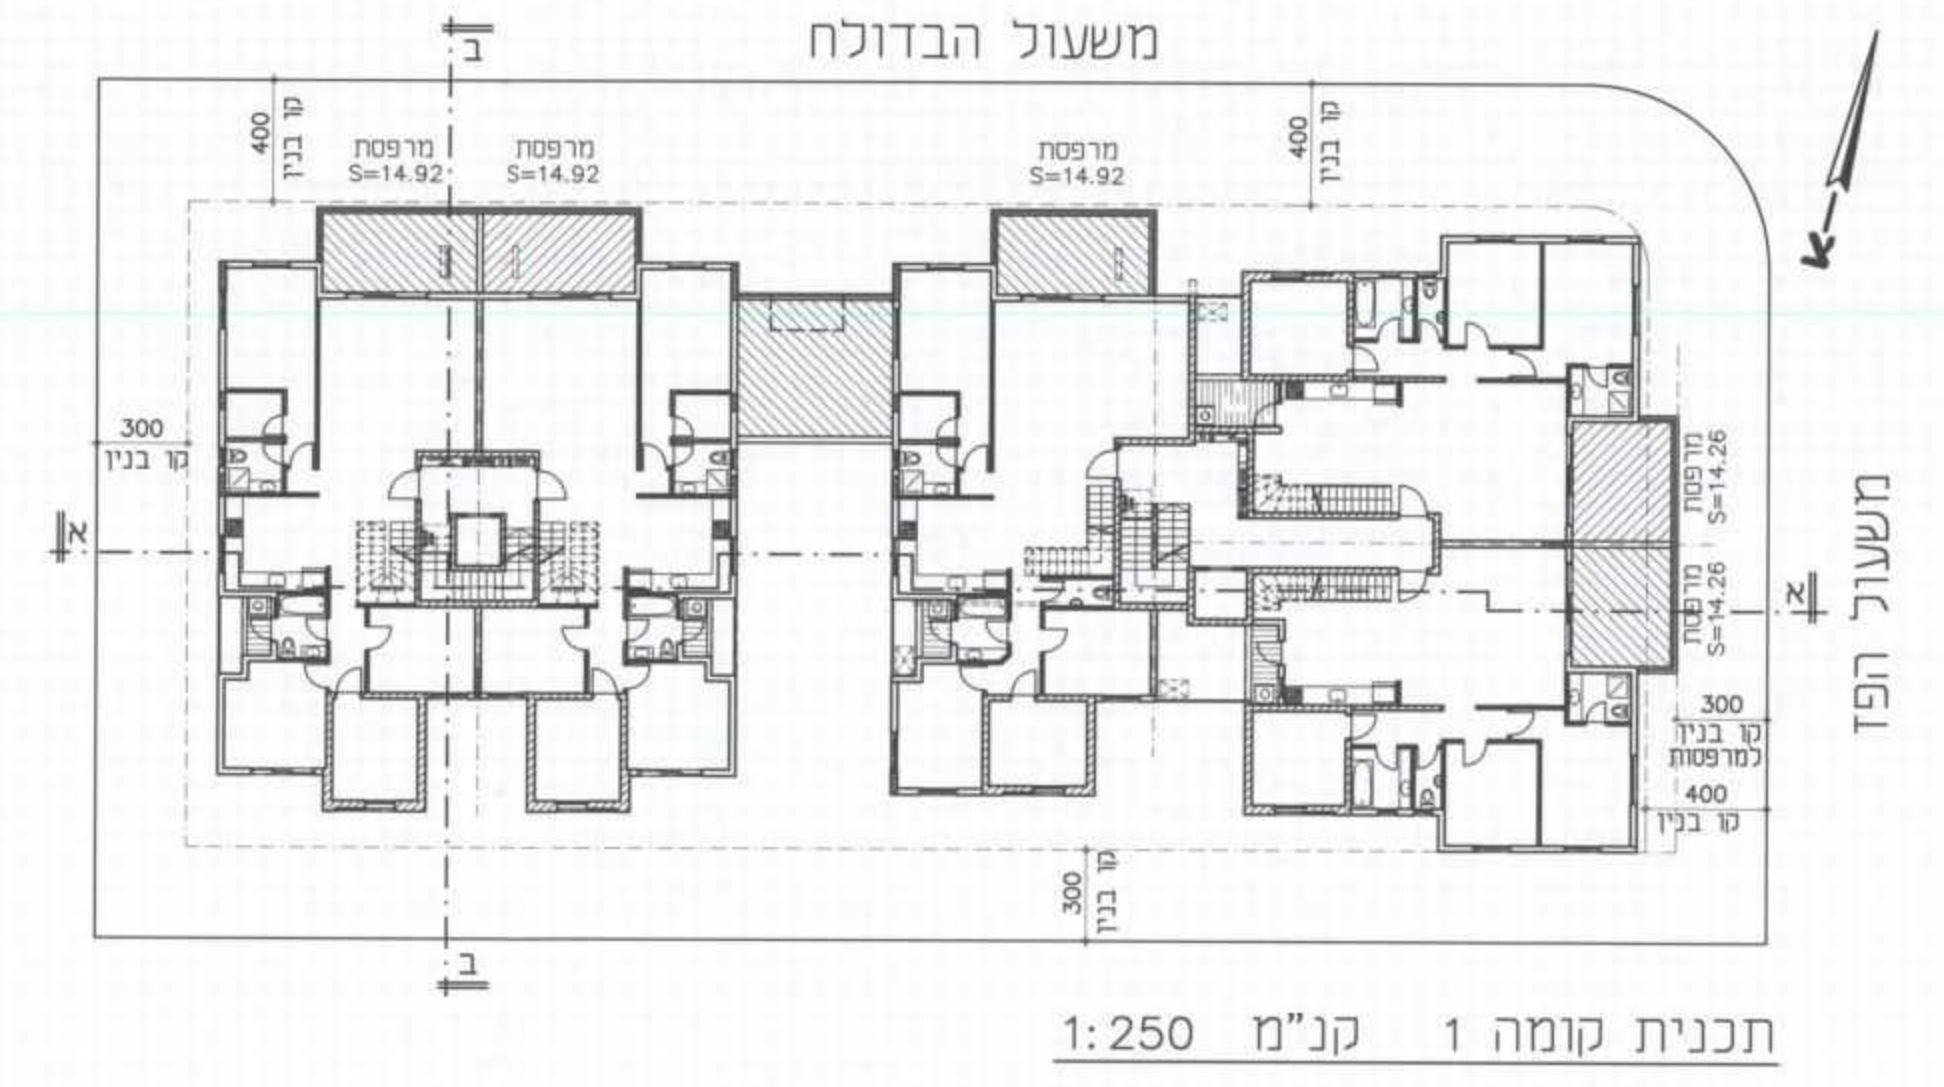 משעול הבדולח
ב
400
קו בנין
מרפסת
S=14.92
מרפסת
S=14.92
מרפסת
S=14.92
400
קו בנין
300
קו בנין
א
מרפסת
S=14.26
מרפסת
S=14.26
א
משעול הפז
300
קו בנין
למרפסות
400
קו בנין
300
קו בנין
ב
תכנית קומה 1 קנ"מ 1:250